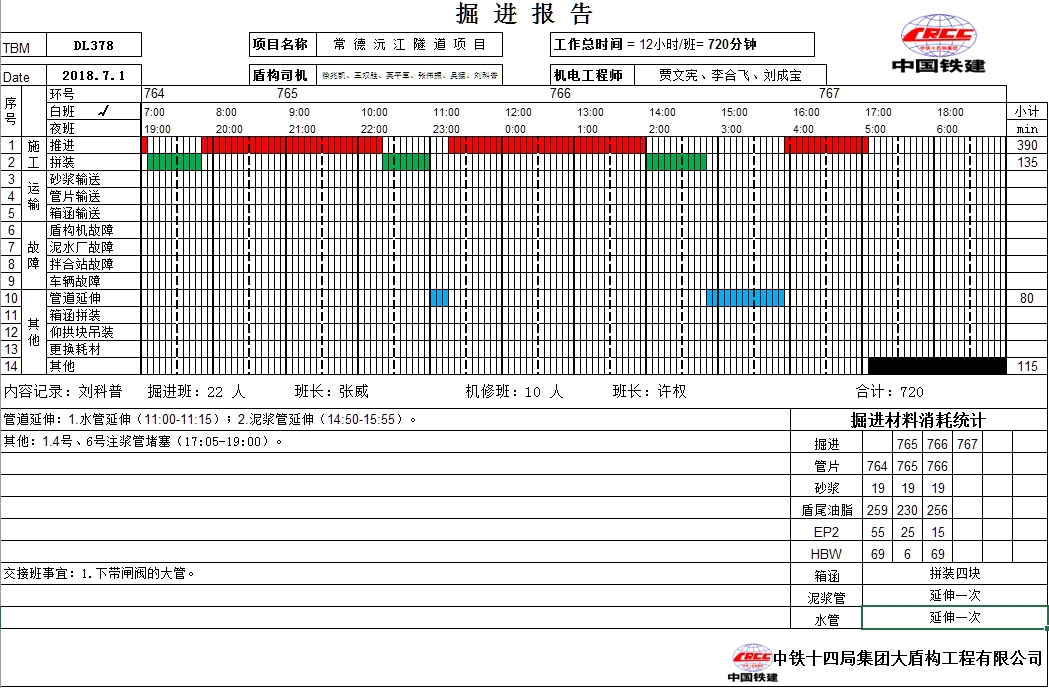 掘 进 报 告
TBM DL378 项目名称 常 德 沅 江 隧 道 项 目 工作总时间 = 12小时/班= 720分钟
CRCC
中铁十四局集团
中国铁建
Date 2018.7.1 盾构司机 机电工程师 贾文宪、李合飞、刘成宝
序号 环号 764 765 766 767
白班 ✓ 7:00 8:00 9:00 10:00 11:00 12:00 13:00 14:00 15:00 16:00 17:00 18:00 小计
夜班 19:00 20:00 21:00 22:00 23:00 0:00 1:00 2:00 3:00 4:00 5:00 6:00 min
1 施工 推进 390
2 拼装 135
3 运输 砂浆输送
4 管片输送
5 箱涵输送
6 故障 盾构机故障
7 泥水厂故障
8 拌合站故障
9 车辆故障
10 其他 管道延伸 80
11 箱涵拼装
12 仰拱块吊装
13 更换耗材
14 其他 115
内容记录：刘科普 掘进班：22 人 班长：张威 机修班：10 人 班长：许权 合计：720
管道延伸：1.水管延伸（11:00-11:15）；2.泥浆管延伸（14:50-15:55）。 掘进材料消耗统计
其他：1.4号、6号注浆管堵塞（17:05-19:00）。 掘进 765 766 767
管片 764 765 766
砂浆 19 19 19
盾尾油脂 259 230 256
EP2 55 25 15
HBW 69 6 69
交接班事宜：1.下带闸阀的大管。 箱涵 拼装四块
泥浆管 延伸一次
水管 延伸一次
CRCC
中国铁建
中铁十四局集团大盾构工程有限公司